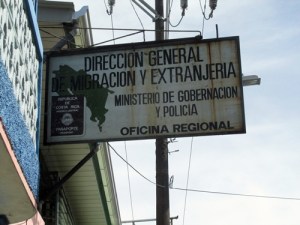 DIRECCION GENERAL
DE MIGRACION Y EXTRANJERIA
MINISTERIO DE GOBERNACION
Y POLICIA
OFICINA REGIONAL